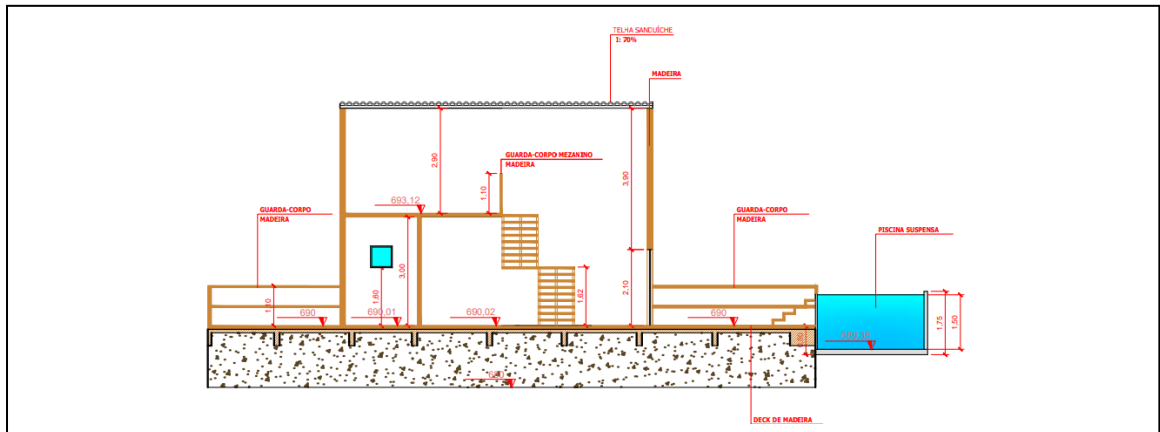 TELHA SANDUÍCHE
I: 70%
MADEIRA
GUARDA-CORPO MEZANINO
MADEIRA
2,90
1,10
3,90
693,12
GUARDA-CORPO
MADEIRA
GUARDA-CORPO
MADEIRA
PISCINA SUSPENSA
3,00
1,60
1,62
2,10
1,10
690
690,01
690,02
690
1,75
1,50
DECK DE MADEIRA